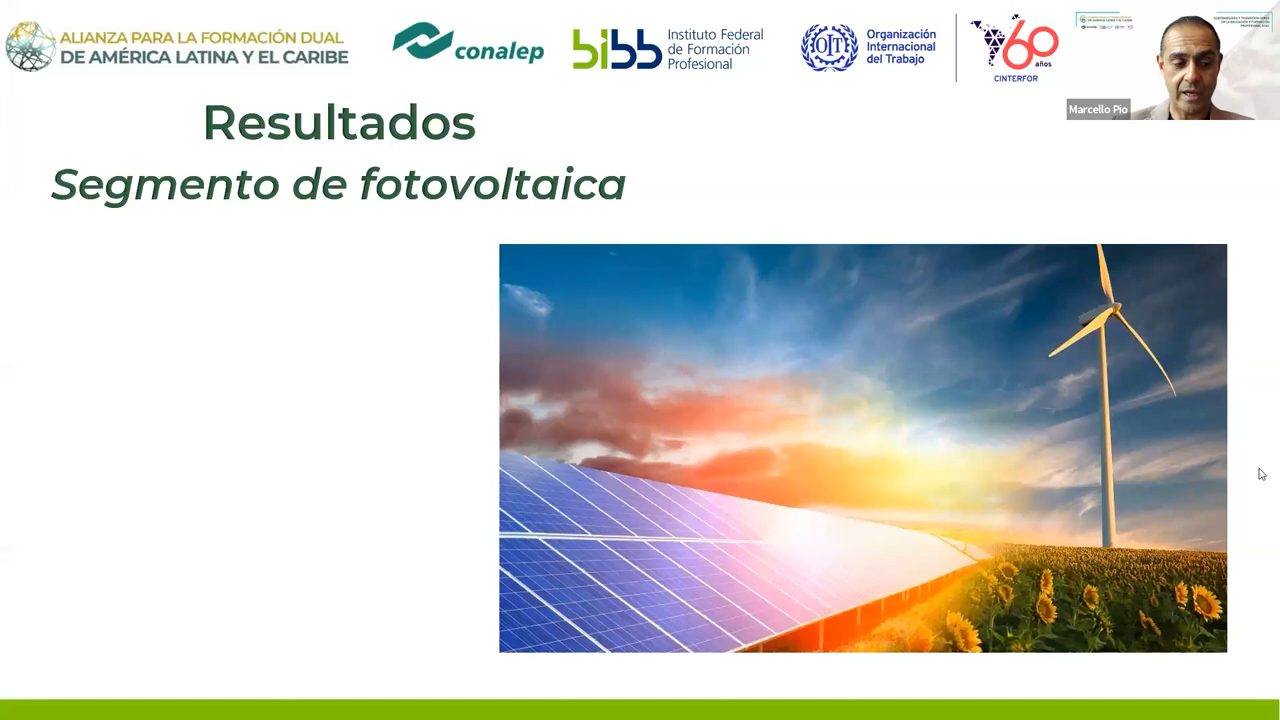 ALIANZA PARA LA FORMACIÓN DUAL
DE AMÉRICA LATINA Y EL CARIBE
conalep
bibb
Instituto Federal
de Formación
Profesional
Organización
Internacional
del Trabajo
60
años
CINTERFOR
Marcello Pio
Resultados
Segmento de fotovoltaica